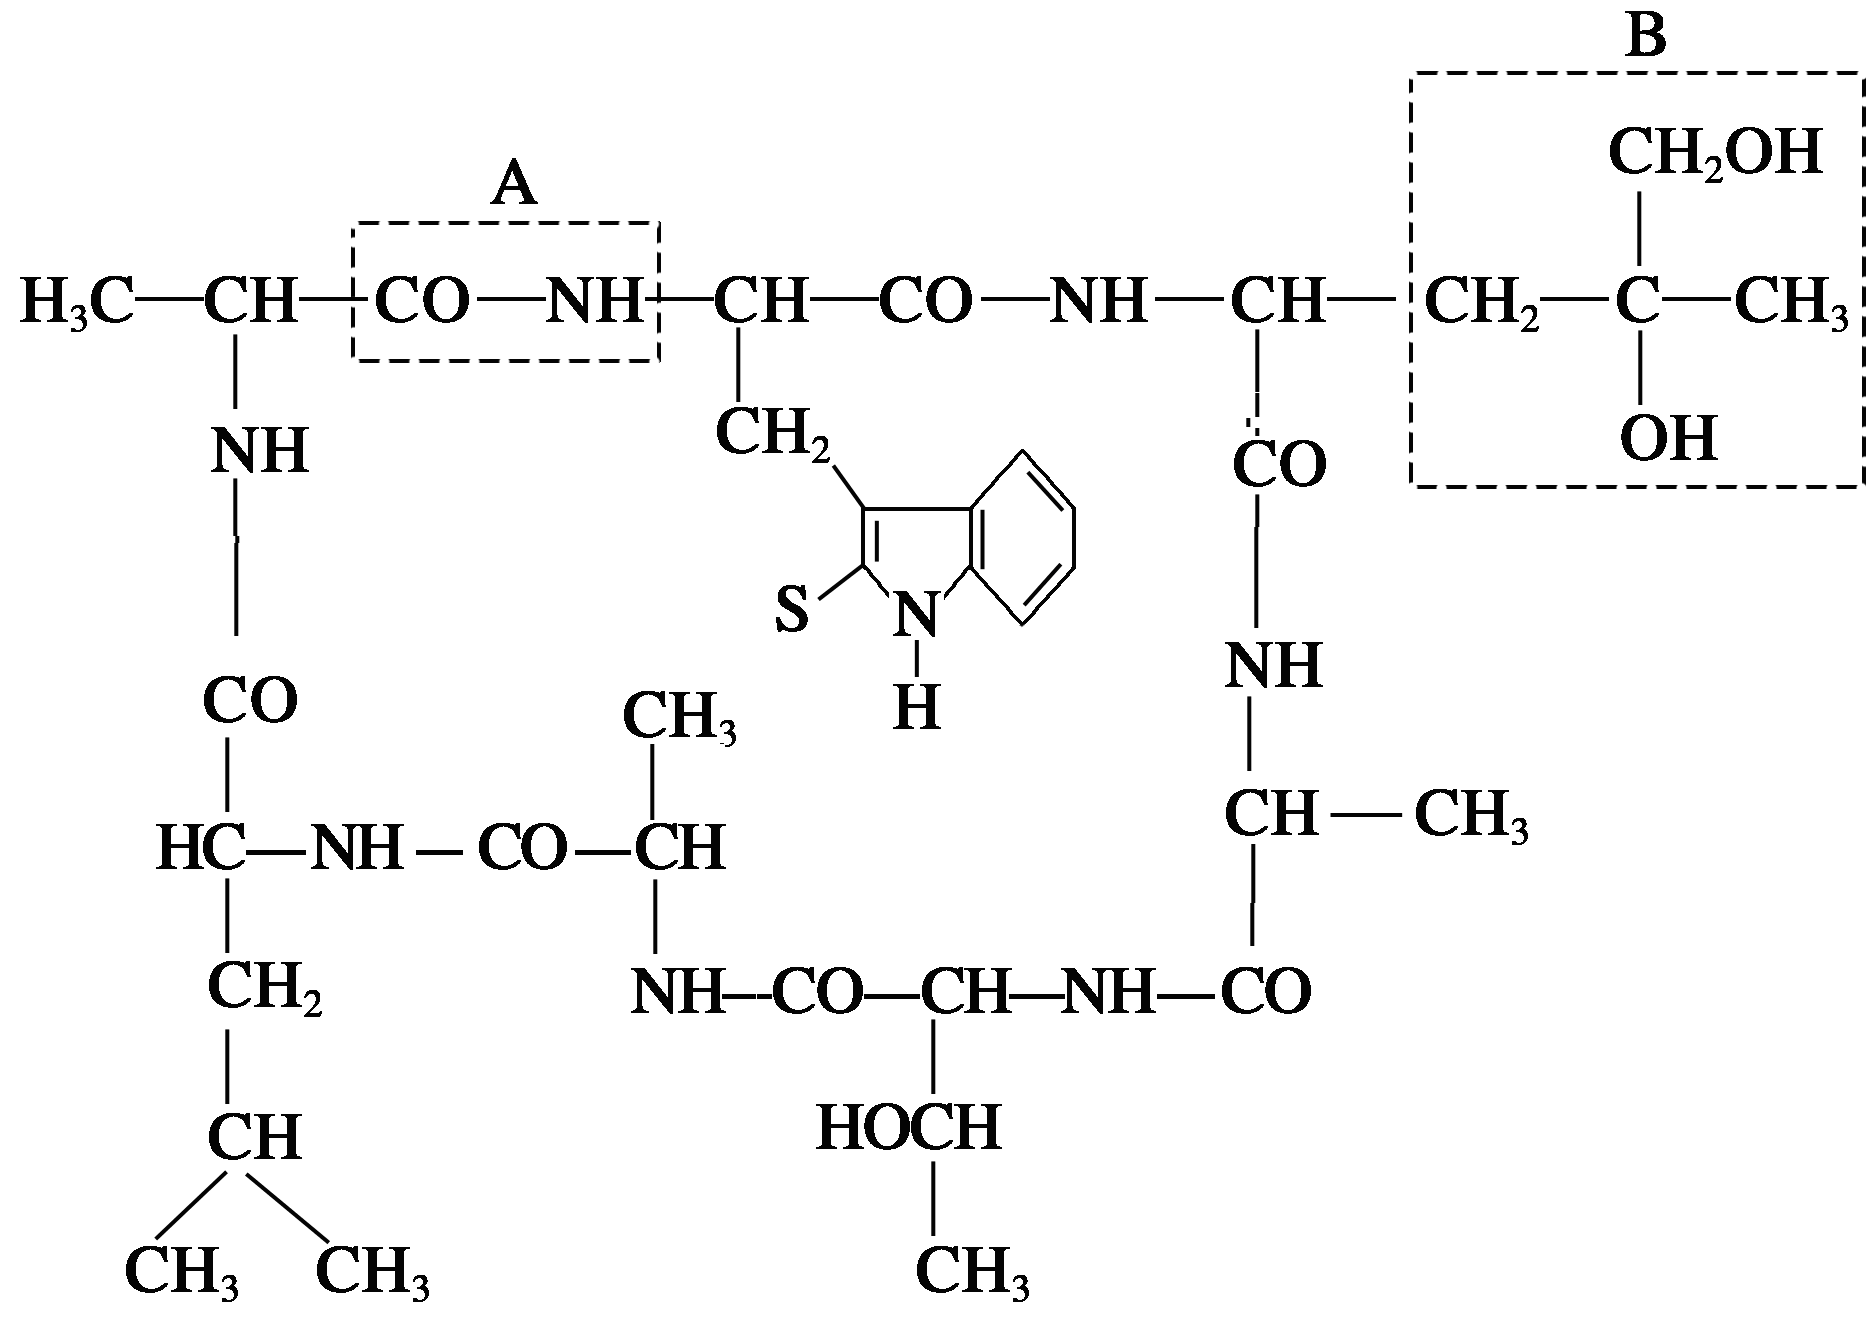 B
CH₂OH
A
H₃C CH CO NH CH CO NH CH CH₂ C CH₃
NH CH₂ CO OH
S N
H
NH
CO CH₃
CH CH₃
HC NH CO CH
CH₂ NH CO CH NH CO
CH HOCH
CH₃ CH₃ CH₃